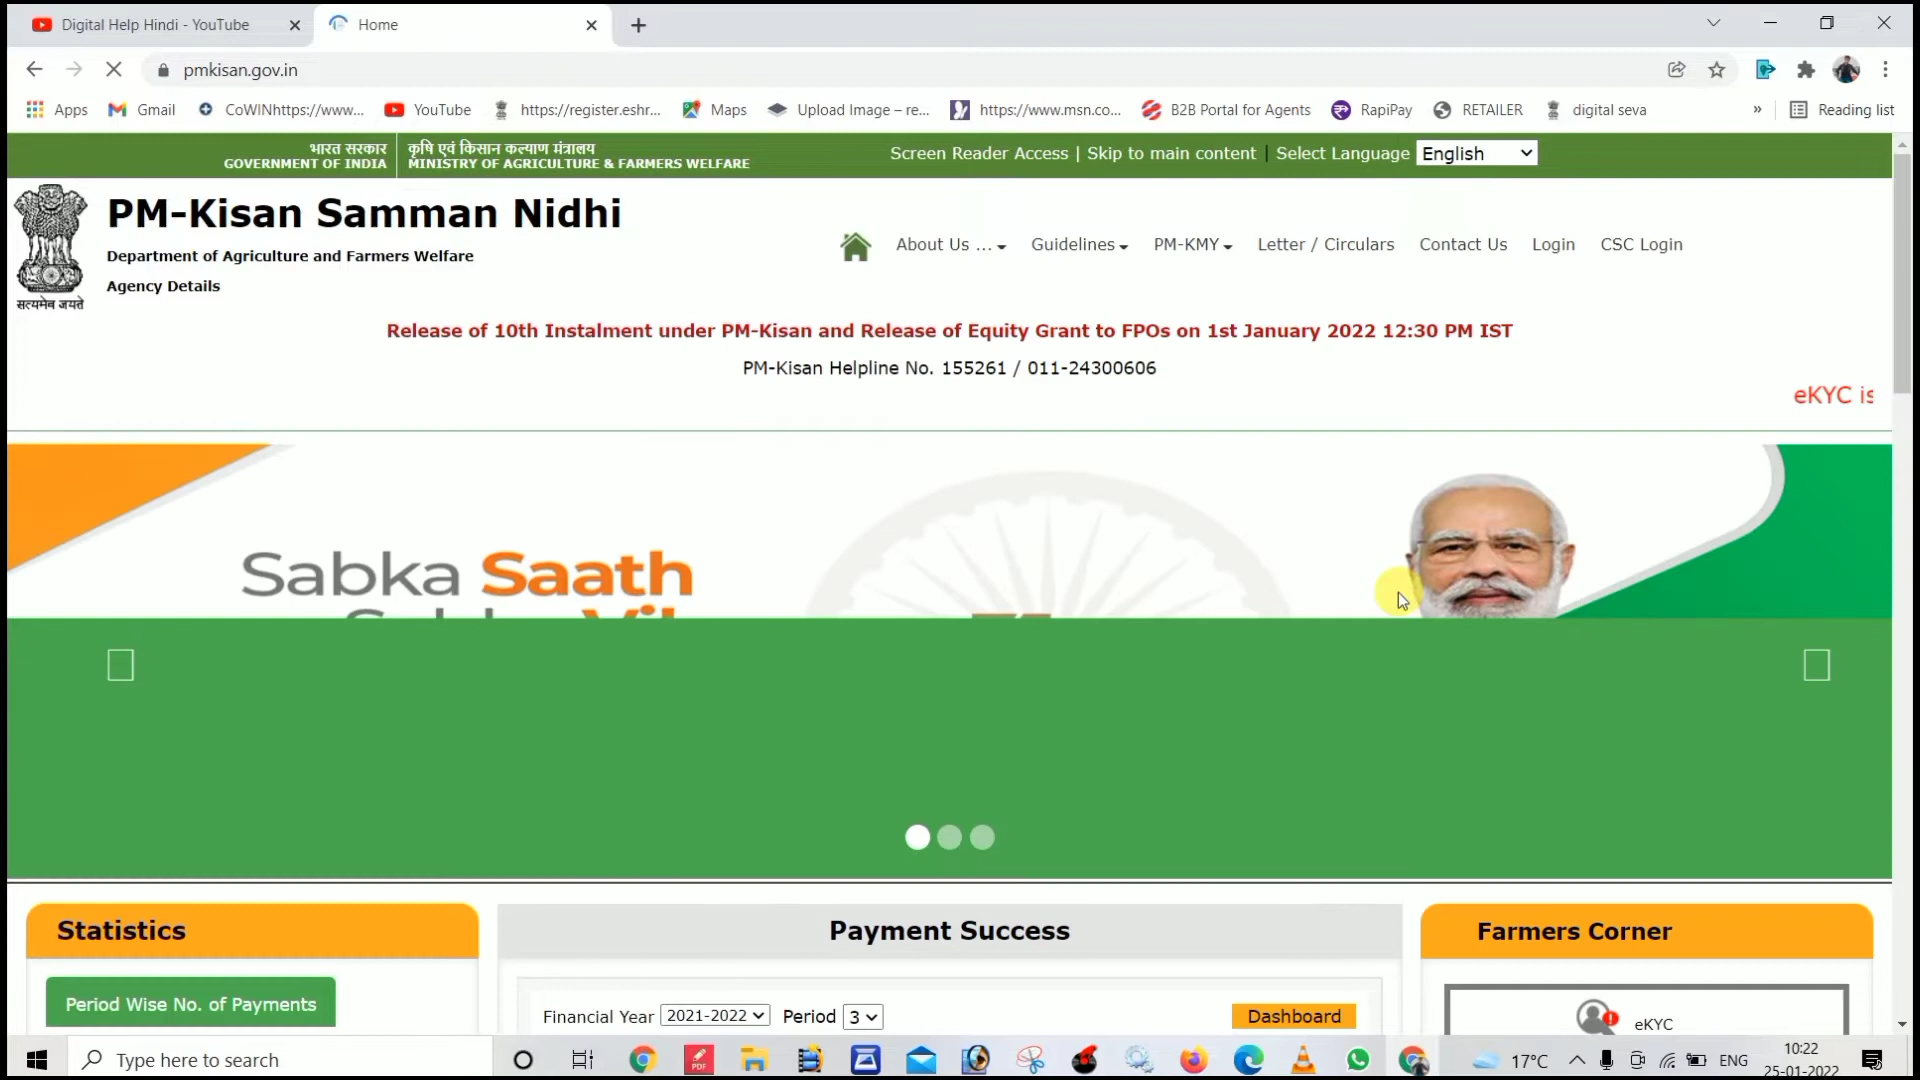 Digital Help Hindi - YouTube
Home
pmkisan.gov.in
Apps
Gmail
CoWINhttps://www...
YouTube
https://register.eshr...
Maps
Upload Image – re...
https://www.msn.co...
B2B Portal for Agents
RapiPay
RETAILER
digital seva
»
Reading list
भारत सरकार
GOVERNMENT OF INDIA
कृषि एवं किसान कल्याण मंत्रालय
MINISTRY OF AGRICULTURE & FARMERS WELFARE
Screen Reader Access | Skip to main content | Select Language English
सत्यमेव जयते
PM-Kisan Samman Nidhi
Department of Agriculture and Farmers Welfare
Agency Details
About Us ...
Guidelines
PM-KMY
Letter / Circulars
Contact Us
Login
CSC Login
Release of 10th Instalment under PM-Kisan and Release of Equity Grant to FPOs on 1st January 2022 12:30 PM IST
PM-Kisan Helpline No. 155261 / 011-24300606
eKYC is
Sabka Saath
Statistics
Period Wise No. of Payments
Payment Success
Financial Year 2021-2022 Period 3
Dashboard
Farmers Corner
eKYC
Type here to search
PDF
17°C
ENG
10:22
25-01-2022